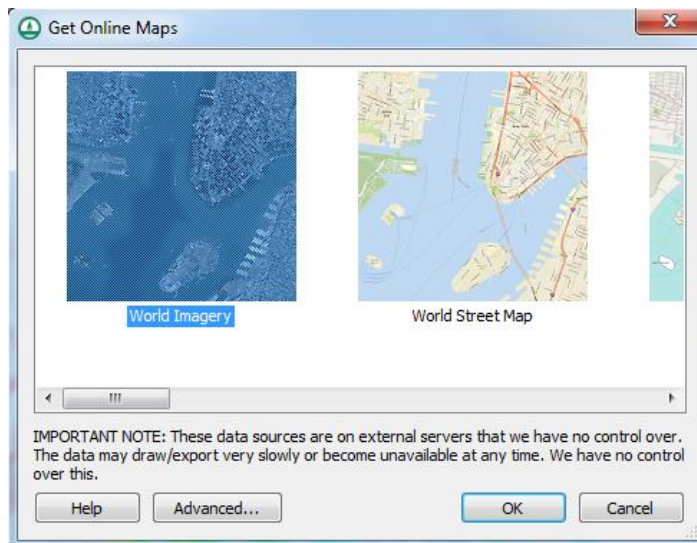 Get Online Maps
World Imagery
World Street Map
IMPORTANT NOTE: These data sources are on external servers that we have no control over.
The data may draw/export very slowly or become unavailable at any time. We have no control
over this.
Help
Advanced...
OK
Cancel